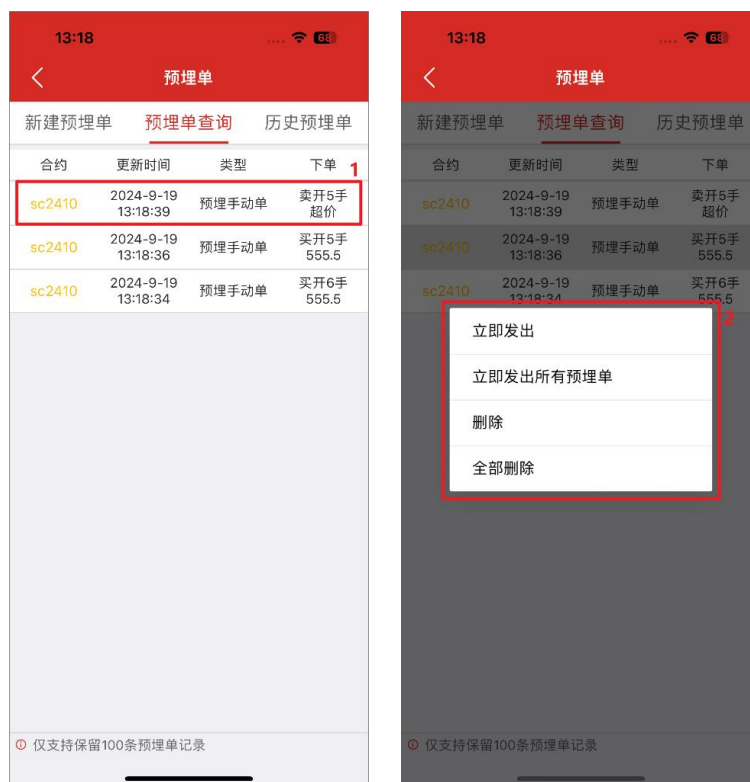 13:18
68
预埋单
新建预埋单 预埋单查询 历史预埋单
合约 更新时间 类型 下单
1
sc2410 2024-9-19 13:18:39 预埋手动单 卖开5手 超价
sc2410 2024-9-19 13:18:36 预埋手动单 买开5手 555.5
sc2410 2024-9-19 13:18:34 预埋手动单 买开6手 555.5
仅支持保留100条预埋单记录
13:18
68
预埋单
新建预埋单 预埋单查询 历史预埋单
合约 更新时间 类型 下单
sc2410 2024-9-19 13:18:39 预埋手动单 卖开5手 超价
sc2410 2024-9-19 13:18:36 预埋手动单 买开5手 555.5
sc2410 2024-9-19 13:18:34 预埋手动单 买开6手 555.5
2
立即发出
立即发出所有预埋单
删除
全部删除
仅支持保留100条预埋单记录